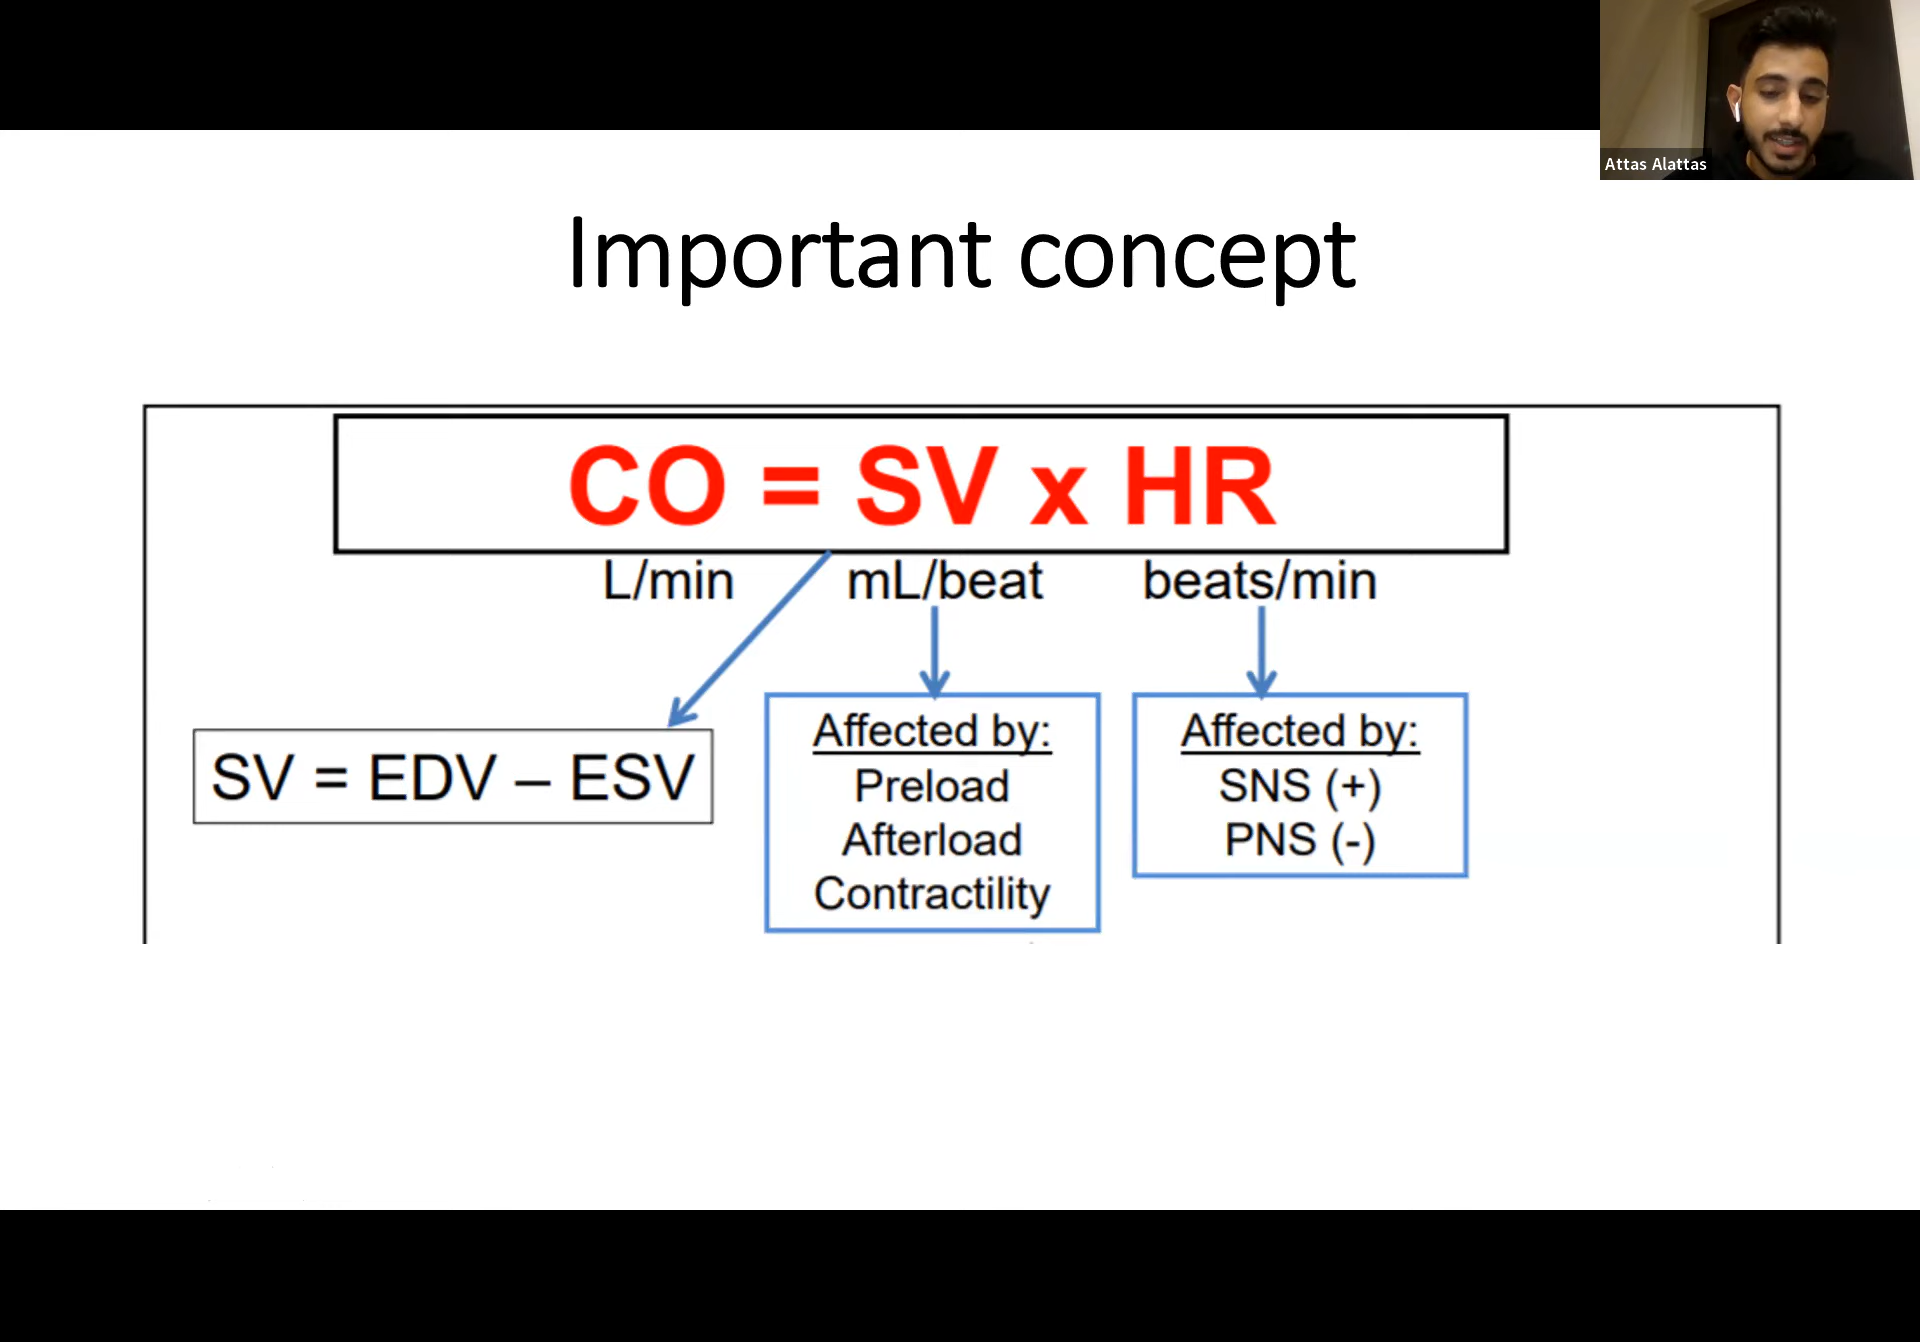 Attas Alattas
Important concept
CO = SV x HR
L/min mL/beat beats/min
SV = EDV – ESV
Affected by:
Preload
Afterload
Contractility
Affected by:
SNS (+)
PNS (-)